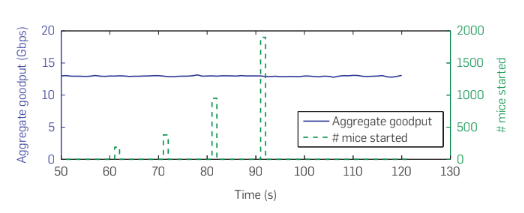 20
15
10
5
0
Aggregate goodput (Gbps)
2000
1500
1000
500
0
# mice started
Aggregate goodput
# mice started
50 60 70 80 90 100 110 120 130
Time (s)